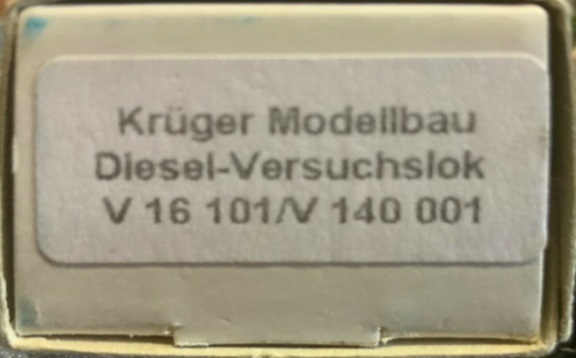 Krüger Modellbau
Diesel-Versuchslok
V 16 101/V 140 001